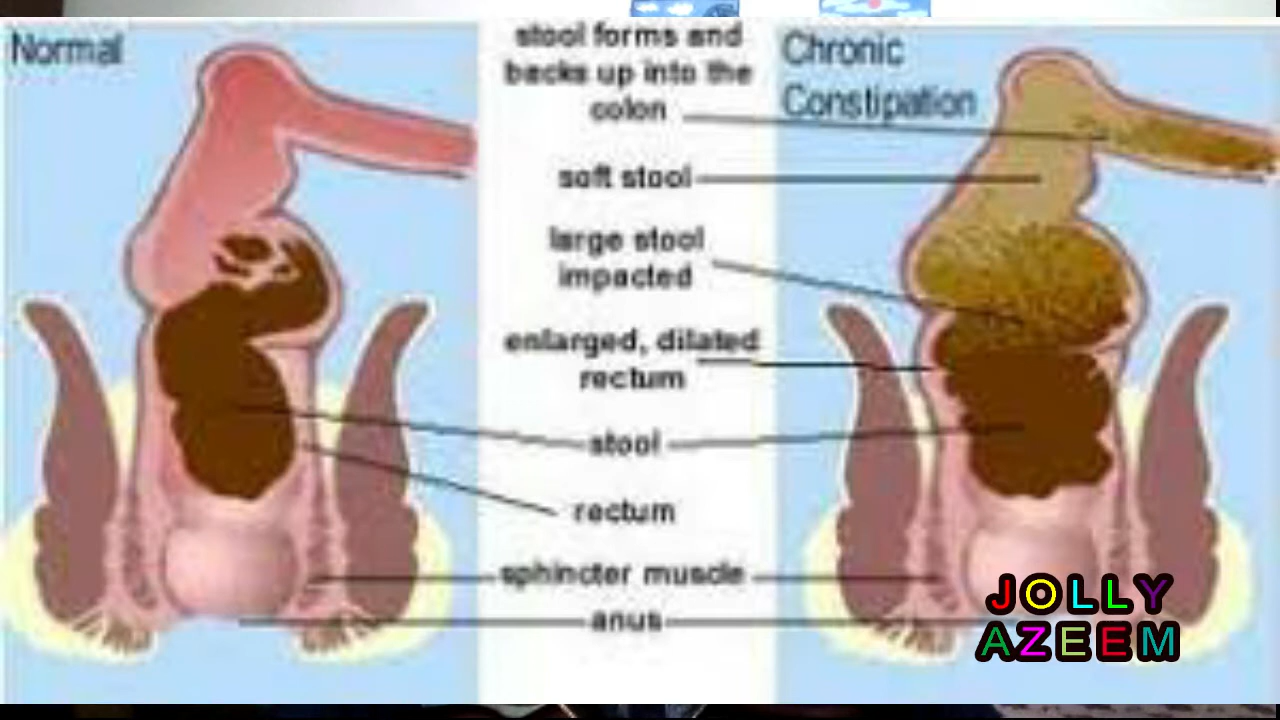 Normal
stool forms and
backs up into the
colon
soft stool
large stool
impacted
enlarged, dilated
rectum
stool
rectum
sphincter muscle
anus
Chronic
Constipation
JOLLY
AZEEM